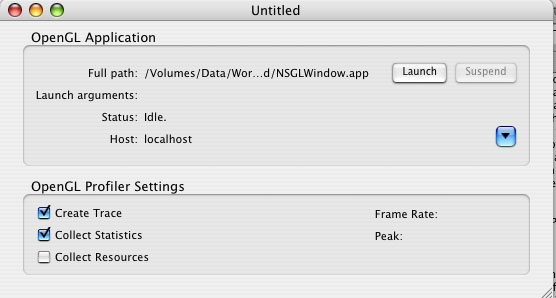 Untitled
OpenGL Application
Full path: /Volumes/Data/Wor...d/NSGLWindow.app Launch Suspend
Launch arguments:
Status: Idle.
Host: localhost
OpenGL Profiler Settings
Create Trace Frame Rate:
Collect Statistics Peak:
Collect Resources